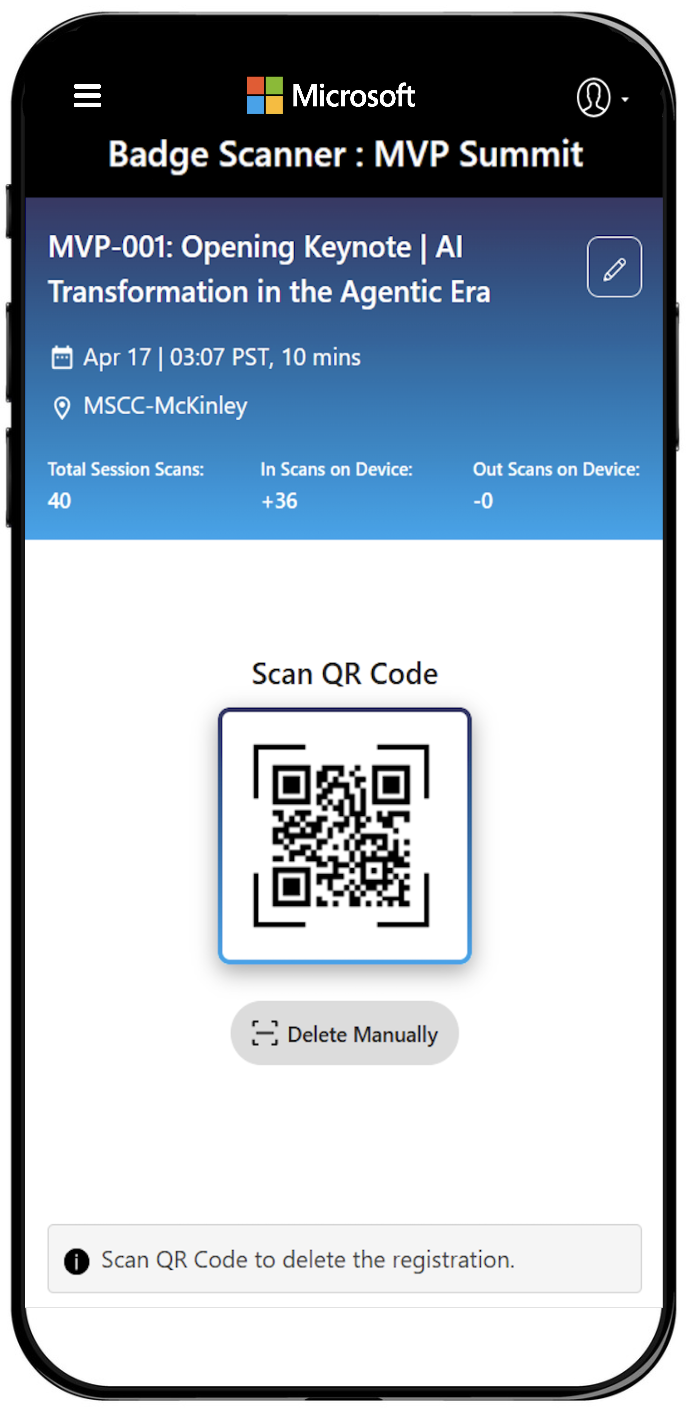 Microsoft
Badge Scanner : MVP Summit
MVP-001: Opening Keynote | AI
Transformation in the Agentic Era
Apr 17 | 03:07 PST, 10 mins
MSCC-McKinley
Total Session Scans: In Scans on Device: Out Scans on Device:
40 +36 -0
Scan QR Code
Delete Manually
Scan QR Code to delete the registration.